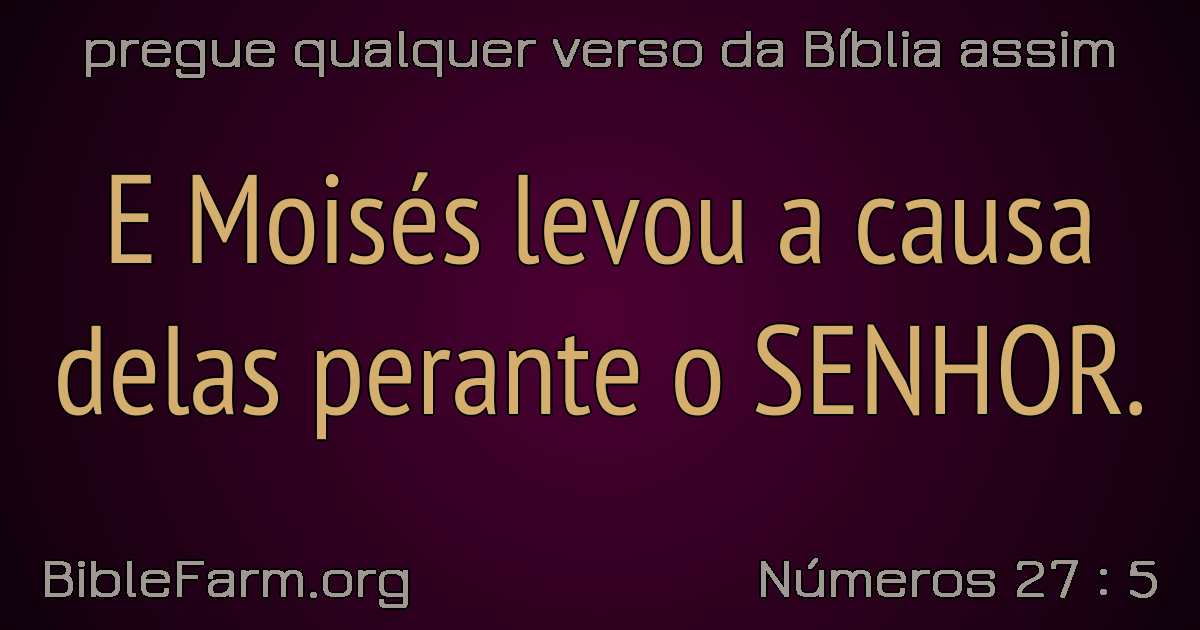 pregue qualquer verso da Bíblia assim
E Moisés levou a causa
delas perante o SENHOR.
BibleFarm.org
Números 27 : 5